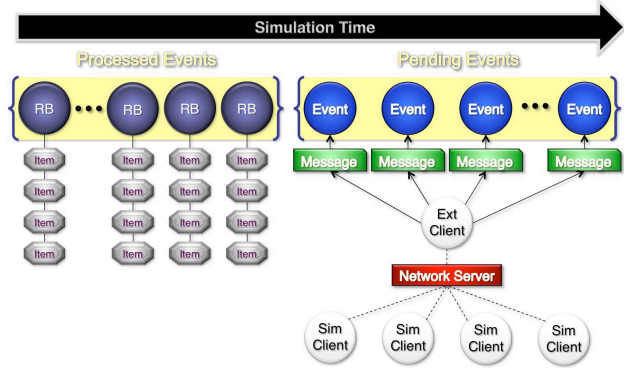 Simulation Time
Processed Events
Pending Events
RB
RB
RB
RB
Event
Event
Event
Event
Item
Item
Item
Item
Message
Message
Message
Message
Item
Item
Item
Item
Item
Item
Item
Item
Item
Item
Item
Item
Ext
Client
Network Server
Sim
Client
Sim
Client
Sim
Client
Sim
Client